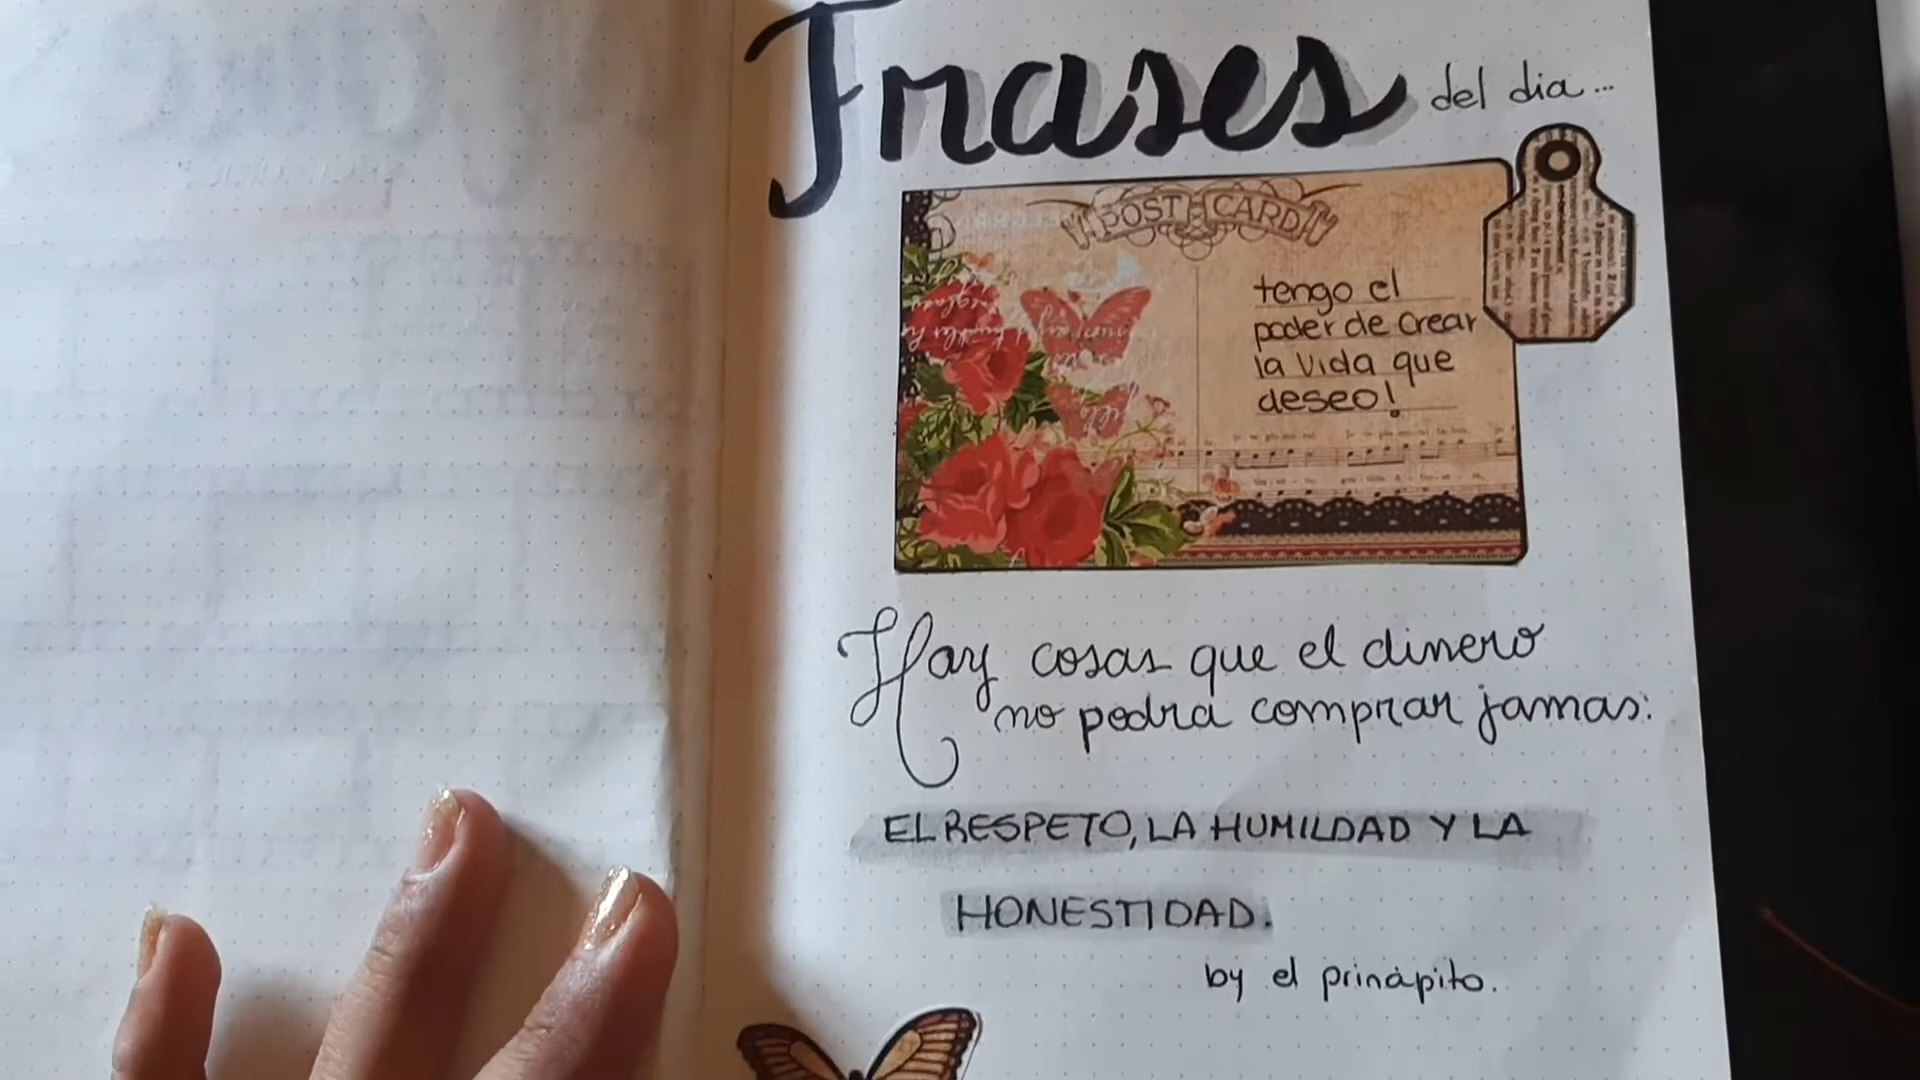 Frases del dia...
POST CARD
tengo el
poder de crear
la vida que
deseo!
Hay cosas que el dinero
no podra comprar jamas:
EL RESPETO, LA HUMILDAD Y LA
HONESTIDAD.
by el principito.